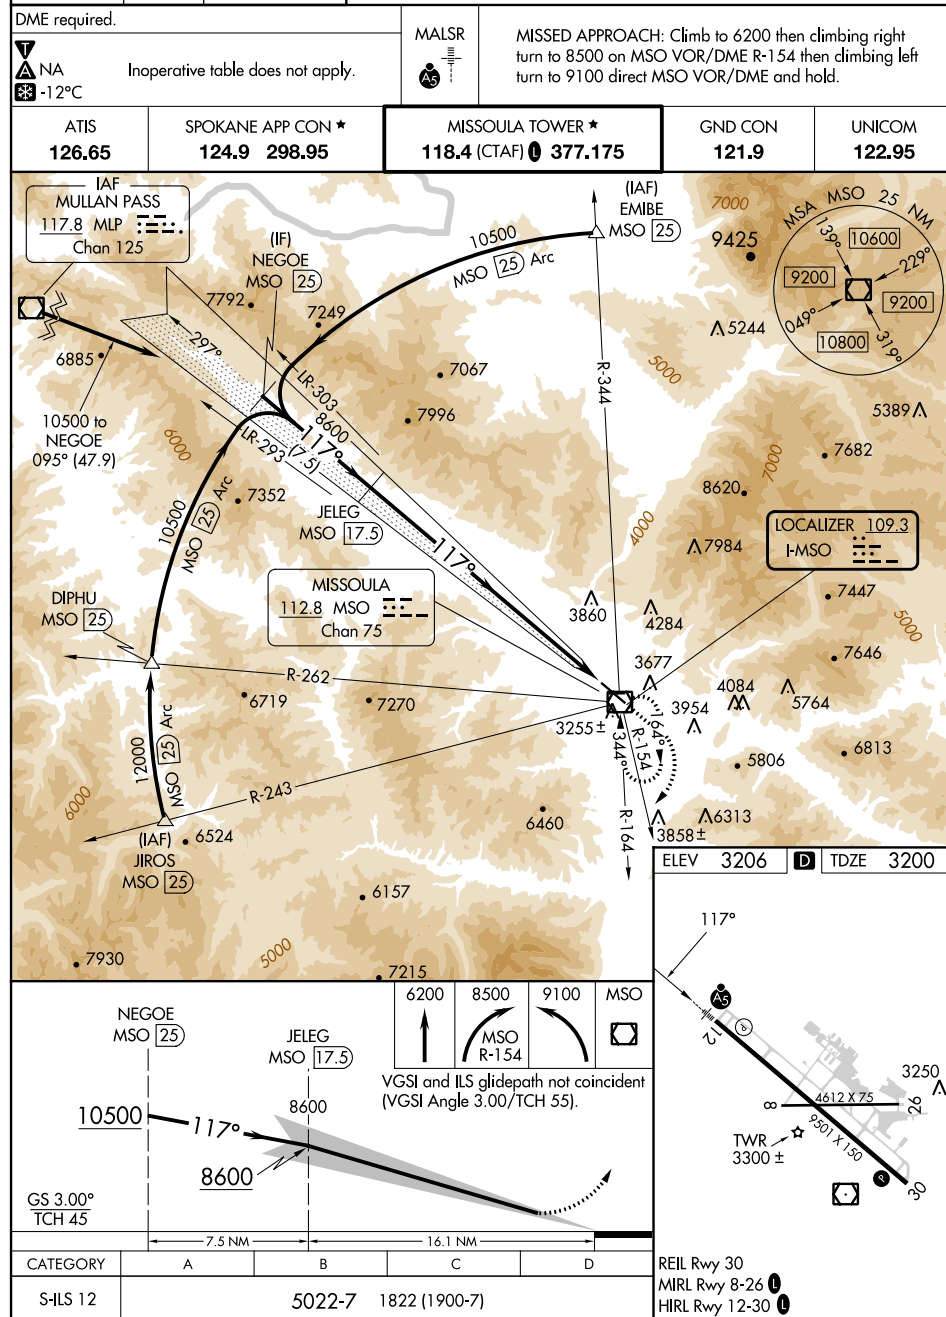 DME required.
NA
-12°C
Inoperative table does not apply.
MALSR
A5
MISSED APPROACH: Climb to 6200 then climbing right
turn to 8500 on MSO VOR/DME R-154 then climbing left
turn to 9100 direct MSO VOR/DME and hold.
ATIS
126.65
SPOKANE APP CON ★
124.9 298.95
MISSOULA TOWER ★
118.4 (CTAF) L 377.175
GND CON
121.9
UNICOM
122.95
IAF
MULLAN PASS
117.8 MLP
Chan 125
(IF)
NEGOE
MSO 25
10500
MSO 25 Arc
(IAF)
EMIBE
MSO 25
7000
9425
MSA MSO 25 NM
139°
10600
229°
9200
9200
049°
10800
319°
7792
7249
297°
6885
LR-303
7067
5244
5000
R-344
10500 to
NEGOE
095° (47.9)
6000
8600
117°
(7.5)
LR-293
7996
5389
7682
7000
8620
7352
10500
MSO 25 Arc
JELEG
MSO 17.5
4000
LOCALIZER 109.3
I-MSO
117°
7984
MISSOULA
112.8 MSO
Chan 75
DIPHU
MSO 25
3860
4284
7447
5000
R-262
3677
7646
6719
7270
4084
5764
3255±
3954
164°
344°
R-154
6813
5806
12000
MSO 25 Arc
R-243
6000
6524
6460
R-164
6313
3858±
(IAF)
JIROS
MSO 25
6157
5000
7930
7215
ELEV 3206
D
TDZE 3200
117°
A5
P
12
3250
8
4612 X 75
26
9501 X 150
TWR
3300 ±
P
30
REIL Rwy 30
MIRL Rwy 8-26 L
HIRL Rwy 12-30 L
6200
8500
MSO
R-154
9100
MSO
VGSI and ILS glidepath not coincident
(VGSI Angle 3.00/TCH 55).
NEGOE
MSO 25
JELEG
MSO 17.5
10500
117°
8600
8600
GS 3.00°
TCH 45
7.5 NM
16.1 NM
CATEGORY
A
B
C
D
S-ILS 12
5022-7 1822 (1900-7)